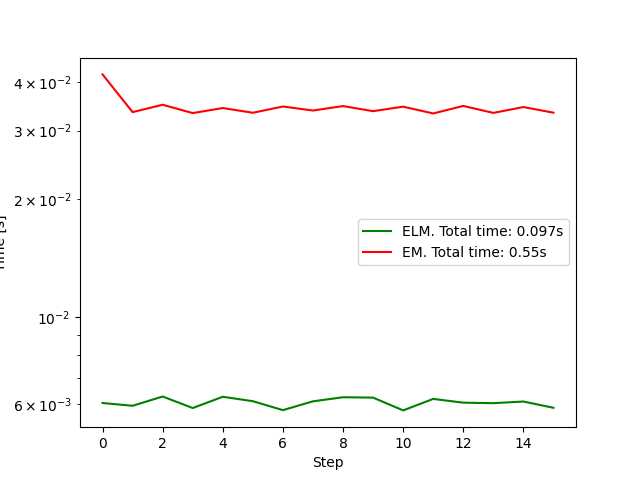 4 × 10⁻²
3 × 10⁻²
2 × 10⁻²
10⁻²
6 × 10⁻³
Time [s]
ELM. Total time: 0.097s
EM. Total time: 0.55s
0 2 4 6 8 10 12 14
Step